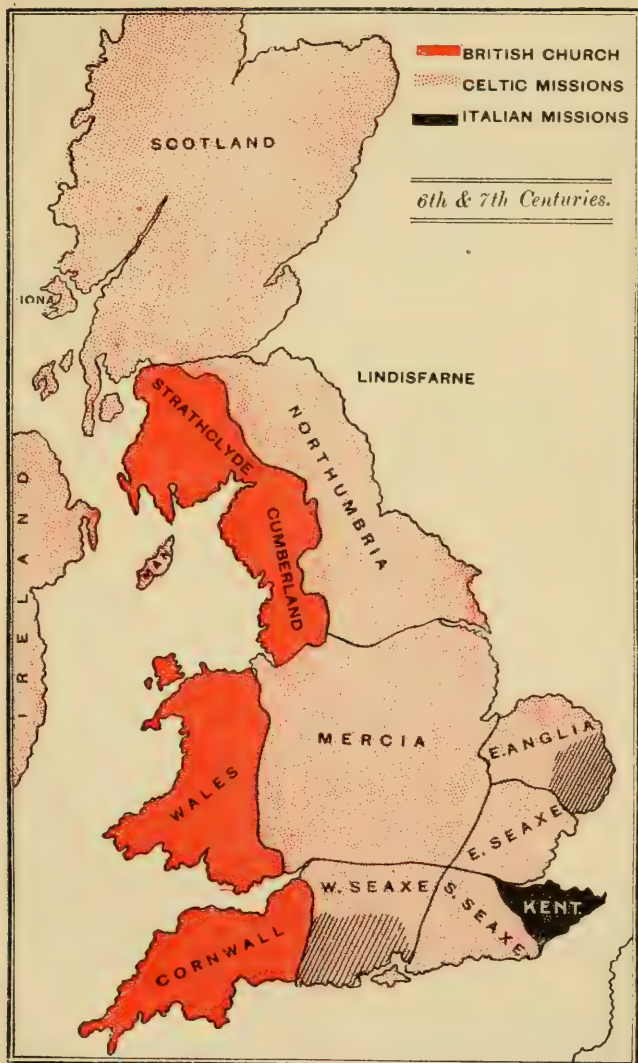 BRITISH CHURCH
CELTIC MISSIONS
ITALIAN MISSIONS
6th & 7th Centuries.
SCOTLAND
IONA
LINDISFARNE
STRATHCLYDE
NORTHUMBRIA
CUMBERLAND
MAN
IRELAND
MERCIA
E. ANGLIA
WALES
E. SEAXE
W. SEAXE
S. SEAXE
KENT.
CORNWALL